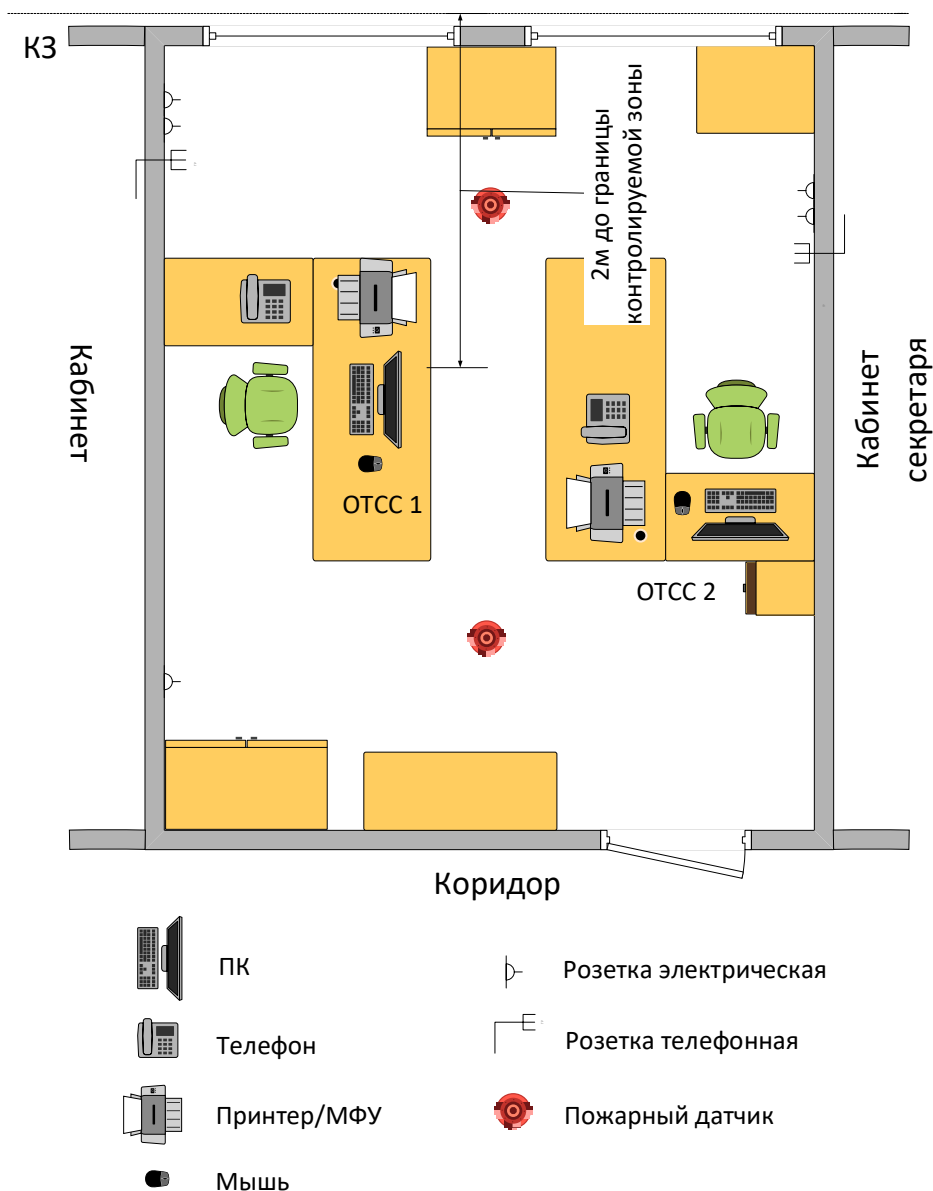 КЗ
2м до границы
контролируемой зоны
Кабинет
Кабинет
секретаря
ОТСС 1
ОТСС 2
Коридор
ПК
Розетка электрическая
Телефон
Розетка телефонная
Принтер/МФУ
Пожарный датчик
Мышь